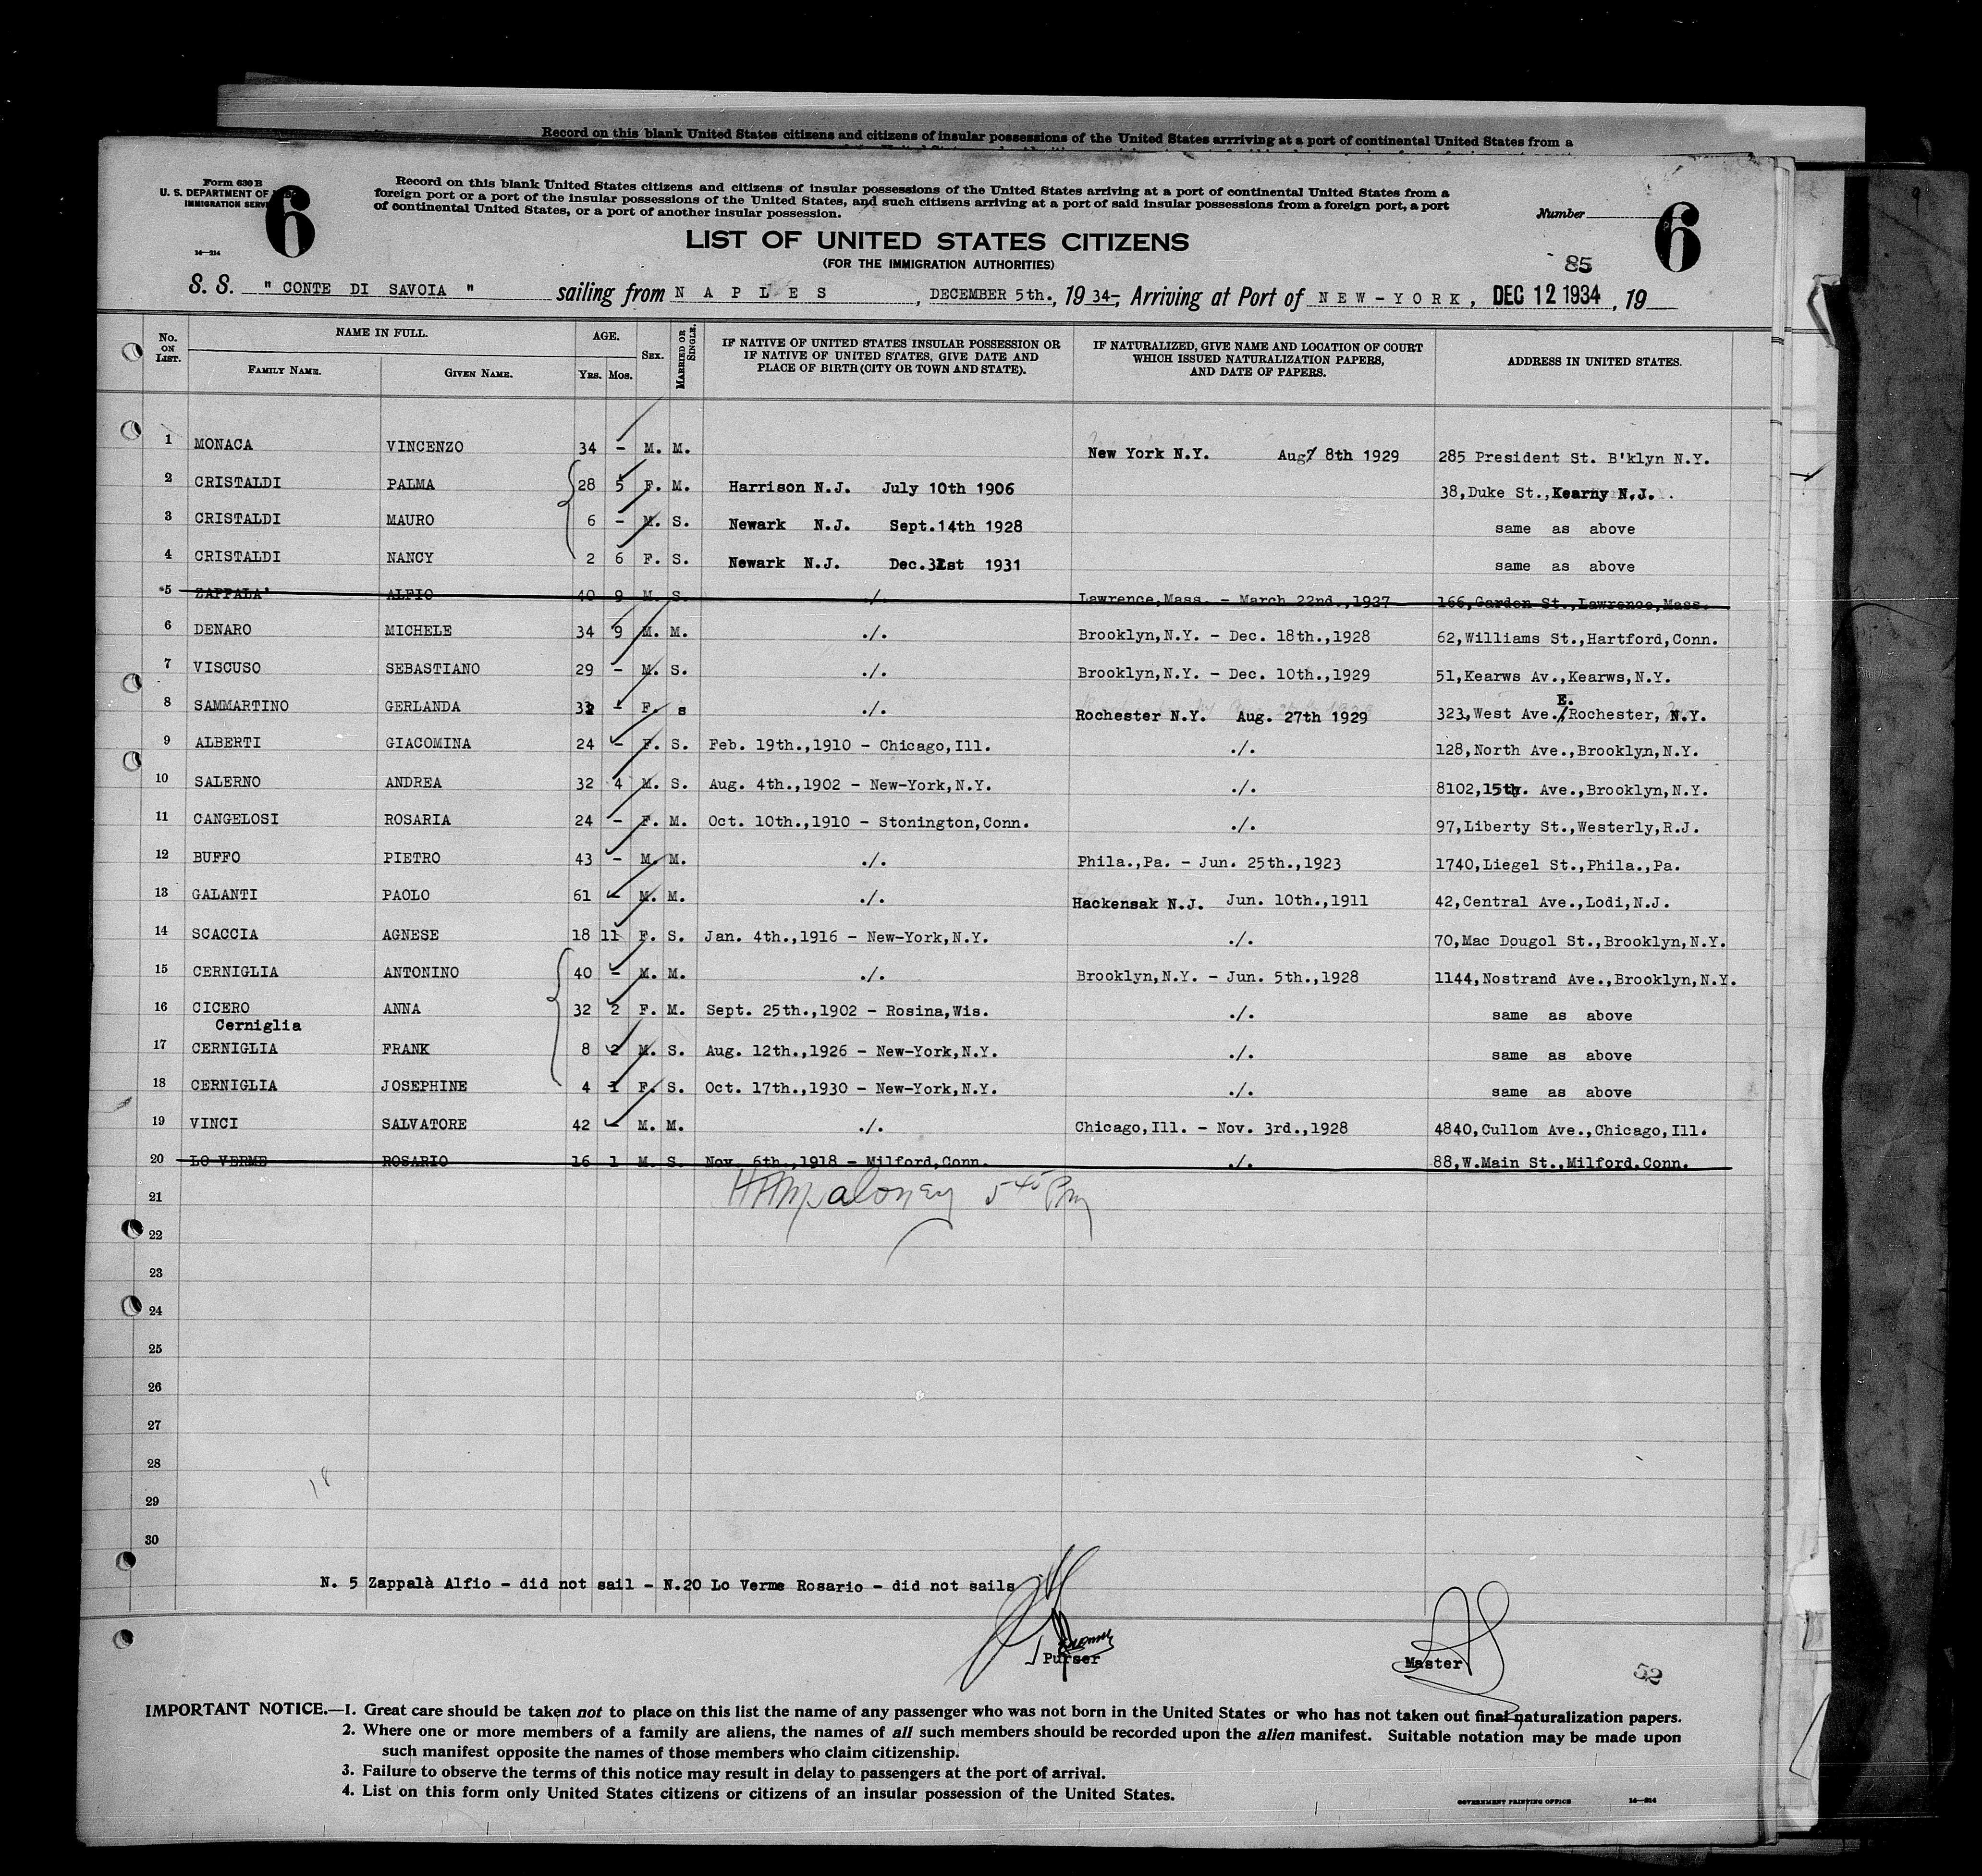 Record on this blank United States citizens and citizens of insular possessions of the United States arrriving at a port of continental United States from a
Form 630 B
U. S. DEPARTMENT OF
IMMIGRATION SERVI
6
14—214
Record on this blank United States citizens and citizens of insular possessions of the United States arriving at a port of continental United States from a
foreign port or a port of the insular possessions of the United States, and such citizens arriving at a port of said insular possessions from a foreign port, a port
of continental United States, or a port of another insular possession.
Number
6
LIST OF UNITED STATES CITIZENS
(FOR THE IMMIGRATION AUTHORITIES)
85
S. S. " CONTE DI SAVOIA " sailing from N A P L E S , DECEMBER 5th., 19 34-, Arriving at Port of N E W - Y O R K , DEC 12 1934 , 19
No. ON LIST. NAME IN FULL. AGE. SEX. MARRIED OR SINGLE. IF NATIVE OF UNITED STATES INSULAR POSSESSION OR IF NATIVE OF UNITED STATES, GIVE DATE AND PLACE OF BIRTH (CITY OR TOWN AND STATE). IF NATURALIZED, GIVE NAME AND LOCATION OF COURT WHICH ISSUED NATURALIZATION PAPERS, AND DATE OF PAPERS. ADDRESS IN UNITED STATES.
FAMILY NAME. GIVEN NAME. YRS. MOS.
1 MONACA VINCENZO 34 - M. M. New York N.Y. Aug 8th 1929 285 President St. B'klyn N.Y.
2 CRISTALDI PALMA 28 5 F. M. Harrison N.J. July 10th 1906 38,Duke St.,Kearny N.J.
3 CRISTALDI MAURO 6 - M. S. Newark N.J. Sept.14th 1928 same as above
4 CRISTALDI NANCY 2 6 F. S. Newark N.J. Dec.31st 1931 same as above
5 ZAPPALA' ALFIO 40 9 M. S. ./. Lawrence,Mass. - March 22nd.,1927 166,Garden St.,Lawrence,Mass.
6 DENARO MICHELE 34 9 M. M. ./. Brooklyn,N.Y. - Dec. 18th.,1928 62,Williams St.,Hartford,Conn.
7 VISCUSO SEBASTIANO 29 - M. S. ./. Brooklyn,N.Y. - Dec. 10th.,1929 51,Kearws Av.,Kearws,N.Y.
8 SAMMARTINO GERLANDA 32 - F. s ./. Rochester N.Y. Aug. 27th 1929 323,West Ave.,E. Rochester, N.Y.
9 ALBERTI GIACOMINA 24 - F. S. Feb. 19th.,1910 - Chicago,Ill. ./. 128,North Ave.,Brooklyn,N.Y.
10 SALERNO ANDREA 32 4 M. S. Aug. 4th.,1902 - New-York,N.Y. ./. 8102,15th. Ave.,Brooklyn,N.Y.
11 CANGELOSI ROSARIA 24 - F. M. Oct. 10th.,1910 - Stonington,Conn. ./. 97,Liberty St.,Westerly,R.J.
12 BUFFO PIETRO 43 - M. M. ./. Phila.,Pa. - Jun. 25th.,1923 1740,Liegel St.,Phila.,Pa.
13 GALANTI PAOLO 61 - M. M. ./. Hackensak N.J. Jun. 10th.,1911 42,Central Ave.,Lodi,N.J.
14 SCACCIA AGNESE 18 11 F. S. Jan. 4th.,1916 - New-York,N.Y. ./. 70,Mac Dougol St.,Brooklyn,N.Y.
15 CERNIGLIA ANTONINO 40 - M. M. ./. Brooklyn,N.Y. - Jun. 5th.,1928 1144,Nostrand Ave.,Brooklyn,N.Y.
16 CICERO ANNA 32 2 F. M. Sept. 25th.,1902 - Rosina,Wis. ./. same as above
Cerniglia
17 CERNIGLIA FRANK 8 2 M. S. Aug. 12th.,1926 - New-York,N.Y. ./. same as above
18 CERNIGLIA JOSEPHINE 4 1 F. S. Oct. 17th.,1930 - New-York,N.Y. ./. same as above
19 VINCI SALVATORE 42 - M. M. ./. Chicago,Ill. - Nov. 3rd.,1928 4840,Cullom Ave.,Chicago,Ill.
20 LO VERME ROSARIO 16 1 M. S. Nov. 6th.,1918 - Milford,Conn. ./. 88,W.Main St.,Milford.Conn.
21
22
23
24
25
26
27
28
18
29
30
N. 5 Zappalà Alfio - did not sail - N.20 Lo Verme Rosario - did not sails
Purser
Master
52
IMPORTANT NOTICE.—1. Great care should be taken not to place on this list the name of any passenger who was not born in the United States or who has not taken out final naturalization papers.
2. Where one or more members of a family are aliens, the names of all such members should be recorded upon the alien manifest. Suitable notation may be made upon
such manifest opposite the names of those members who claim citizenship.
3. Failure to observe the terms of this notice may result in delay to passengers at the port of arrival.
4. List on this form only United States citizens or citizens of an insular possession of the United States.
GOVERNMENT PRINTING OFFICE 14—214